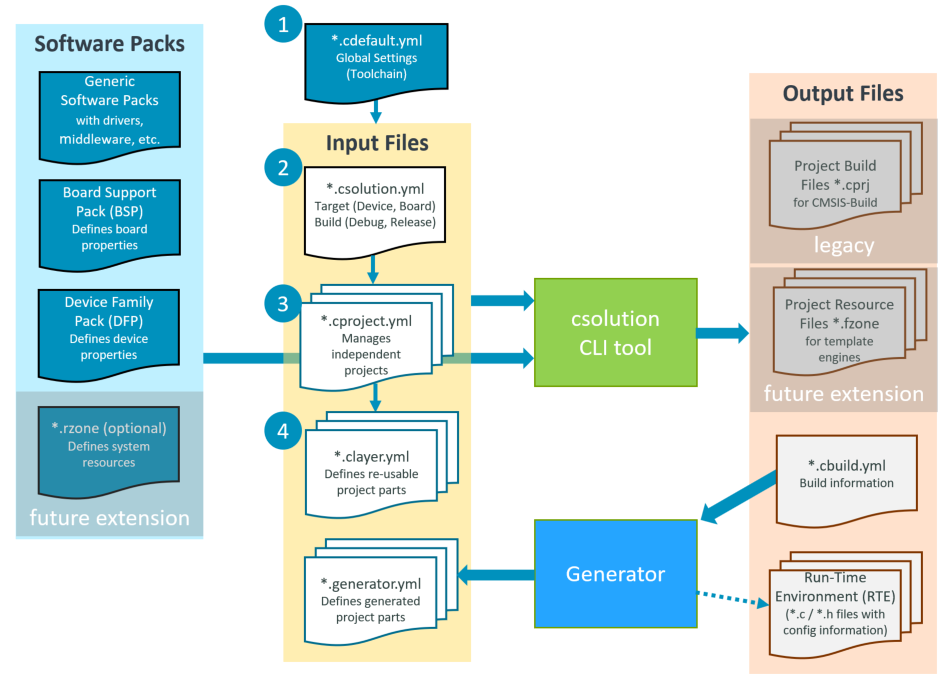 Software Packs
Generic
Software Packs
with drivers,
middleware, etc.
Board Support
Pack (BSP)
Defines board
properties
Device Family
Pack (DFP)
Defines device
properties
*.rzone (optional)
Defines system
resources
future extension
1
*.cdefault.yml
Global Settings
(Toolchain)
Input Files
2
*.csolution.yml
Target (Device, Board)
Build (Debug, Release)
3
*.cproject.yml
Manages
independent
projects
4
*.clayer.yml
Defines re-usable
project parts
*.generator.yml
Defines generated
project parts
csolution
CLI tool
Generator
Output Files
Project Build
Files *.cprj
for CMSIS-Build
legacy
Project Resource
Files *.fzone
for template
engines
future extension
*.cbuild.yml
Build information
Run-Time
Environment (RTE)
(*.c / *.h files with
config information)